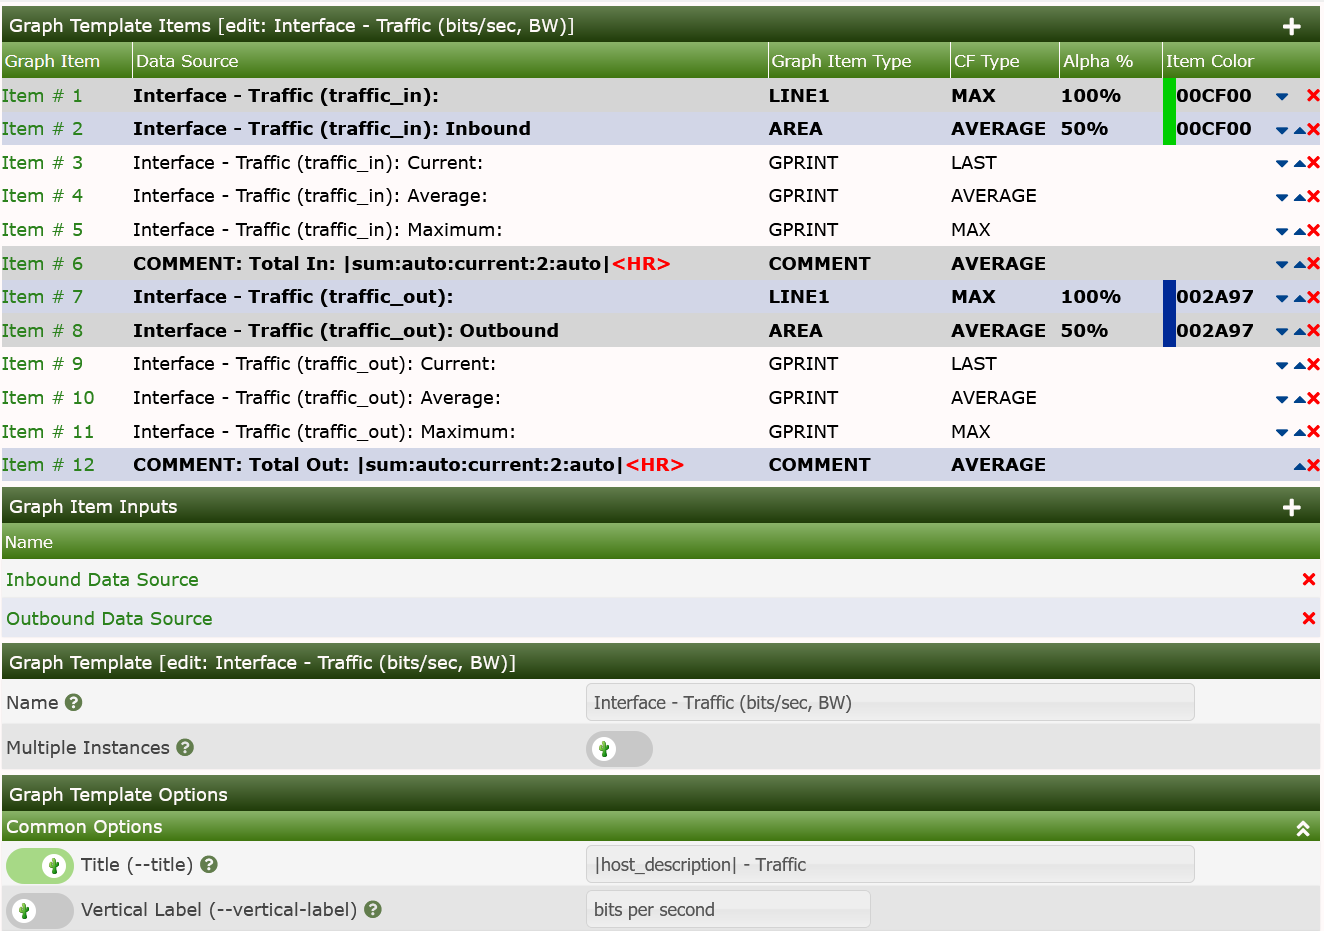 Graph Template Items [edit: Interface - Traffic (bits/sec, BW)]
Graph Item Data Source Graph Item Type CF Type Alpha % Item Color
Item # 1 Interface - Traffic (traffic_in): LINE1 MAX 100% 00CF00
Item # 2 Interface - Traffic (traffic_in): Inbound AREA AVERAGE 50% 00CF00
Item # 3 Interface - Traffic (traffic_in): Current: GPRINT LAST
Item # 4 Interface - Traffic (traffic_in): Average: GPRINT AVERAGE
Item # 5 Interface - Traffic (traffic_in): Maximum: GPRINT MAX
Item # 6 COMMENT: Total In: |sum:auto:current:2:auto|<HR> COMMENT AVERAGE
Item # 7 Interface - Traffic (traffic_out): LINE1 MAX 100% 002A97
Item # 8 Interface - Traffic (traffic_out): Outbound AREA AVERAGE 50% 002A97
Item # 9 Interface - Traffic (traffic_out): Current: GPRINT LAST
Item # 10 Interface - Traffic (traffic_out): Average: GPRINT AVERAGE
Item # 11 Interface - Traffic (traffic_out): Maximum: GPRINT MAX
Item # 12 COMMENT: Total Out: |sum:auto:current:2:auto|<HR> COMMENT AVERAGE
Graph Item Inputs
Name
Inbound Data Source
Outbound Data Source
Graph Template [edit: Interface - Traffic (bits/sec, BW)]
Name Interface - Traffic (bits/sec, BW)
Multiple Instances
Graph Template Options
Common Options
Title (--title) |host_description| - Traffic
Vertical Label (--vertical-label) bits per second